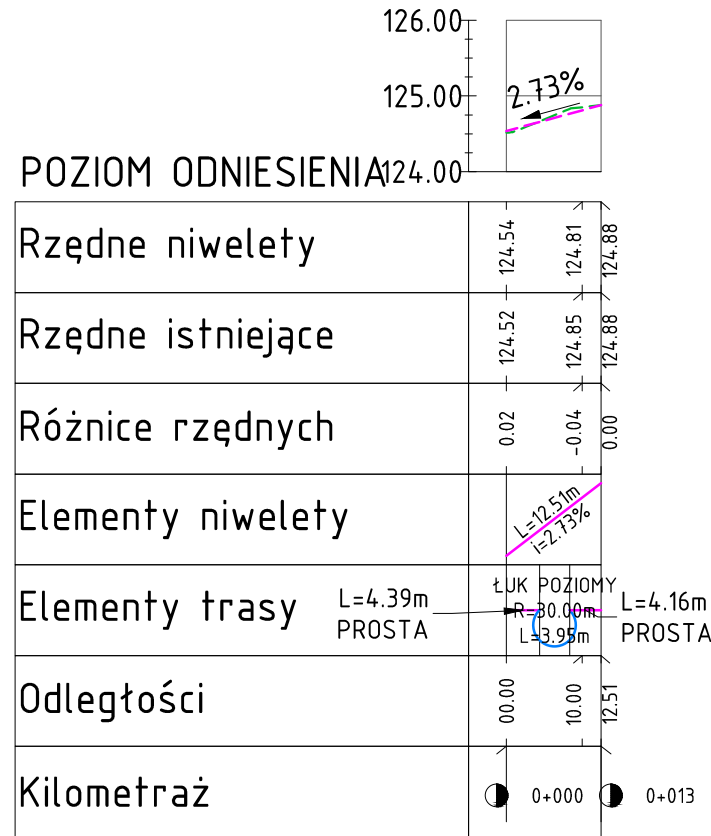 126.00
125.00
2.73%
POZIOM ODNIESIENIA 124.00
Rzędne niwelety 124.54 124.81 124.88
Rzędne istniejące 124.52 124.85 124.88
Różnice rzędnych 0.02 -0.04 0.00
Elementy niwelety L=12.51m
i=2.73%
Elementy trasy
L=4.39m
PROSTA
ŁUK POZIOMY
R=30.00m
L=3.95m
L=4.16m
PROSTA
Odległości 00.00 10.00 12.51
Kilometraż 0+000 0+013